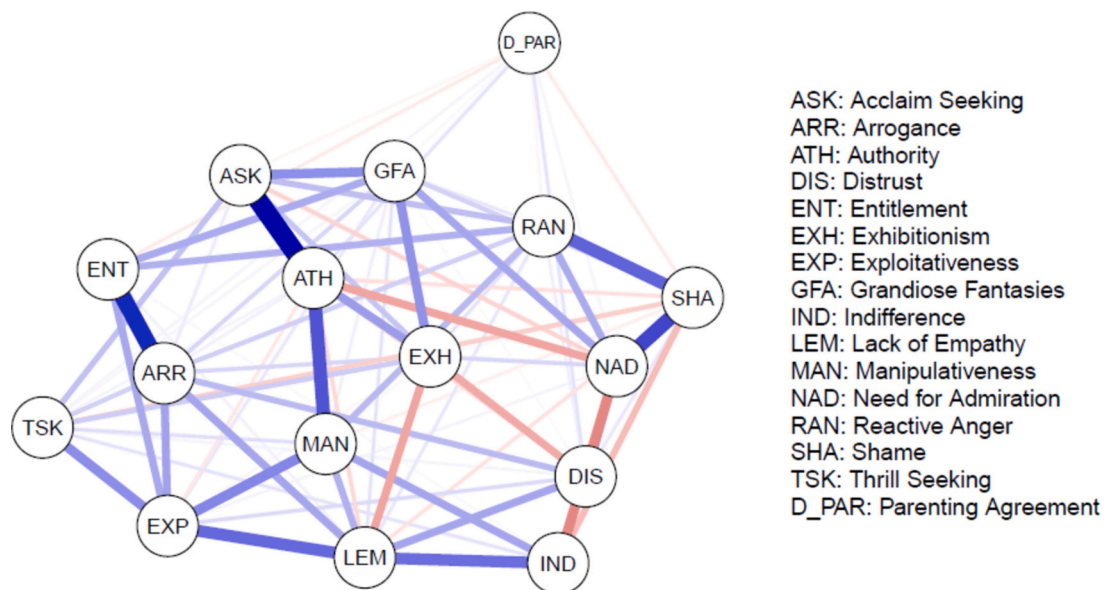 D_PAR
ASK
GFA
RAN
ENT
ATH
SHA
EXH
NAD
ARR
TSK
MAN
DIS
EXP
LEM
IND
ASK: Acclaim Seeking
ARR: Arrogance
ATH: Authority
DIS: Distrust
ENT: Entitlement
EXH: Exhibitionism
EXP: Exploitativeness
GFA: Grandiose Fantasies
IND: Indifference
LEM: Lack of Empathy
MAN: Manipulativeness
NAD: Need for Admiration
RAN: Reactive Anger
SHA: Shame
TSK: Thrill Seeking
D_PAR: Parenting Agreement